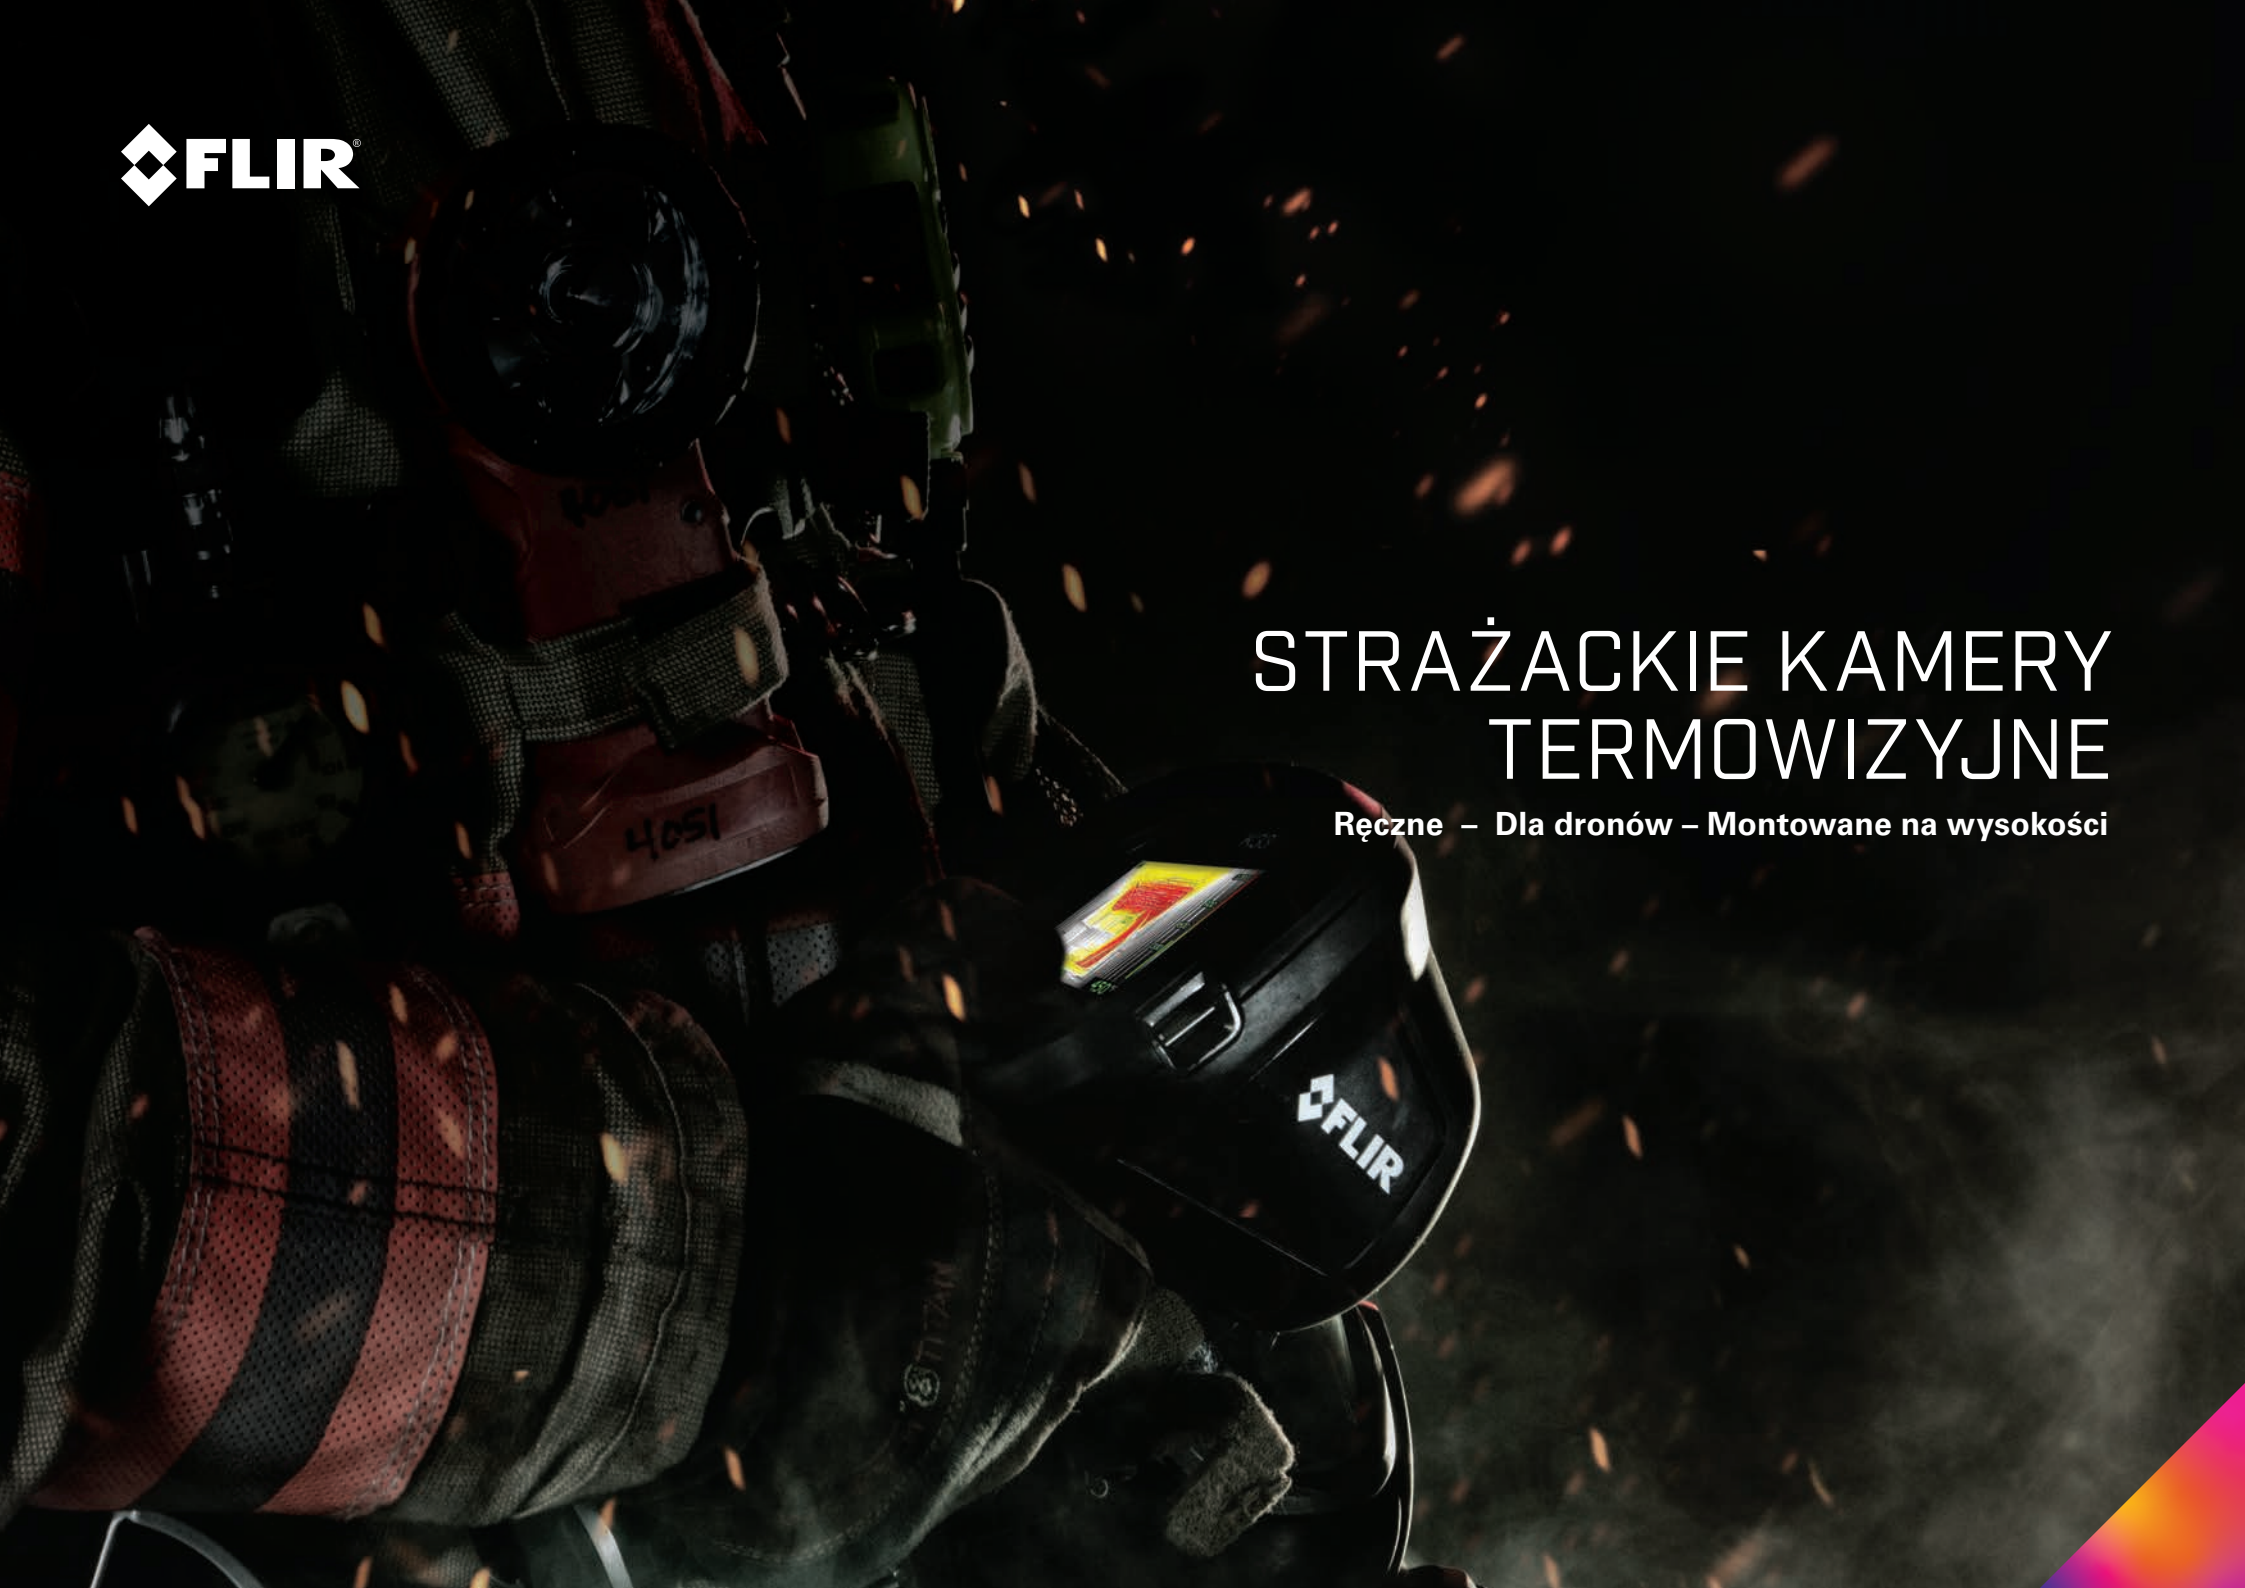 FLIR®
STRAŻACKIE KAMERY
TERMOWIZYJNE
Ręczne – Dla dronów – Montowane na wysokości
4051
FLIR